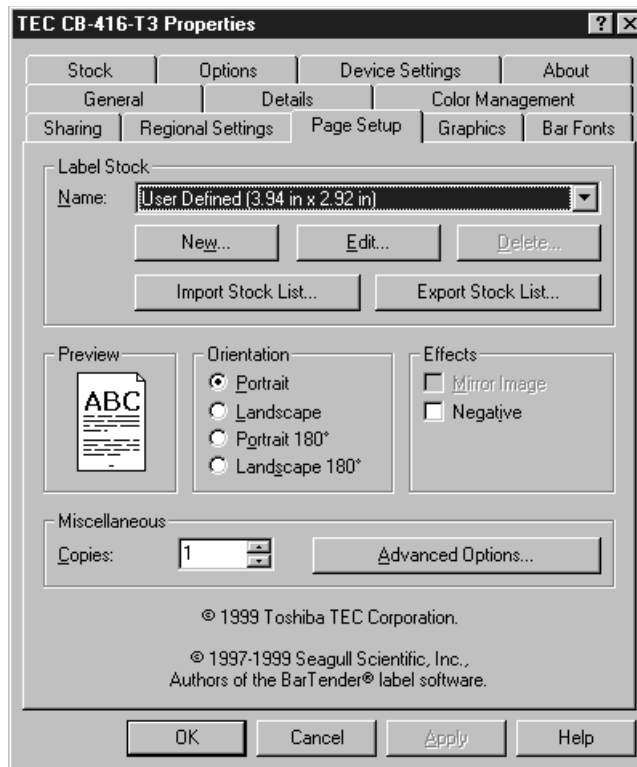 TEC CB-416-T3 Properties
Stock Options Device Settings About
General Details Color Management
Sharing Regional Settings Page Setup Graphics Bar Fonts
Label Stock
Name: User Defined (3.94 in x 2.92 in)
New... Edit... Delete...
Import Stock List... Export Stock List...
Preview
ABC
Orientation
Portrait
Landscape
Portrait 180°
Landscape 180°
Effects
Mirror Image
Negative
Miscellaneous
Copies: 1 Advanced Options...
© 1999 Toshiba TEC Corporation.
© 1997-1999 Seagull Scientific, Inc.,
Authors of the BarTender® label software.
OK Cancel Apply Help